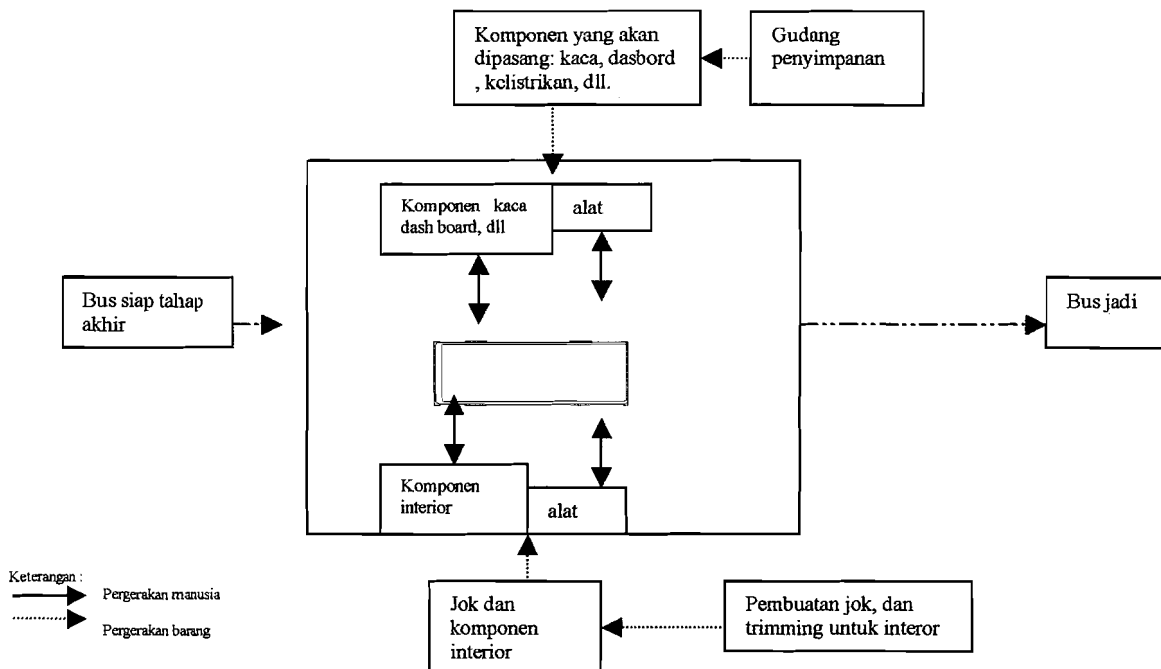 Komponen yang akan
dipasang: kaca, dasbord
, kelistrikan, dll.
Gudang
penyimpanan
Komponen kaca
dash board, dll
alat
Bus siap tahap
akhir
Bus jadi
Komponen
interior
alat
Keterangan :
Pergerakan manusia
Pergerakan barang
Jok dan
komponen
interior
Pembuatan jok, dan
trimming untuk interor